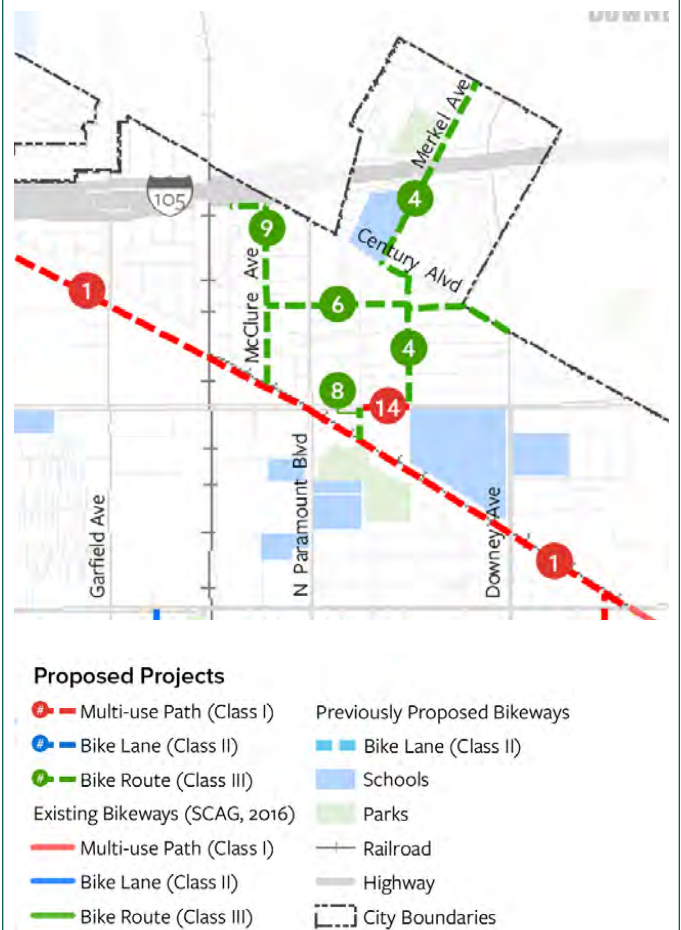 DOWNE
Merkel Ave
105
4
9
Century Alvd
1
McClure Ave
6
4
8
14
N Paramount Blvd
Garfield Ave
Downey Ave
1
Proposed Projects
# Multi-use Path (Class I)
# Bike Lane (Class II)
# Bike Route (Class III)
Existing Bikeways (SCAG, 2016)
Multi-use Path (Class I)
Bike Lane (Class II)
Bike Route (Class III)
Previously Proposed Bikeways
Bike Lane (Class II)
Schools
Parks
Railroad
Highway
City Boundaries